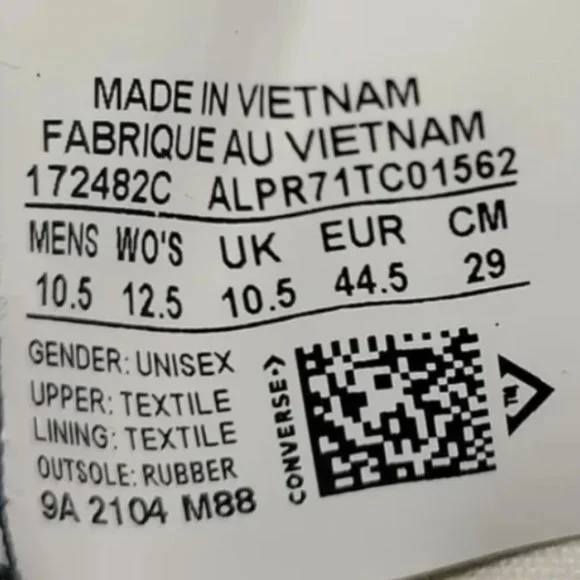 MADE IN VIETNAM
FABRIQUE AU VIETNAM
172482C ALPR71TC01562
MENS WO'S UK EUR CM
10.5 12.5 10.5 44.5 29
GENDER: UNISEX
UPPER: TEXTILE
LINING: TEXTILE
OUTSOLE: RUBBER
9A 2104 M88
CONVERSE
TM